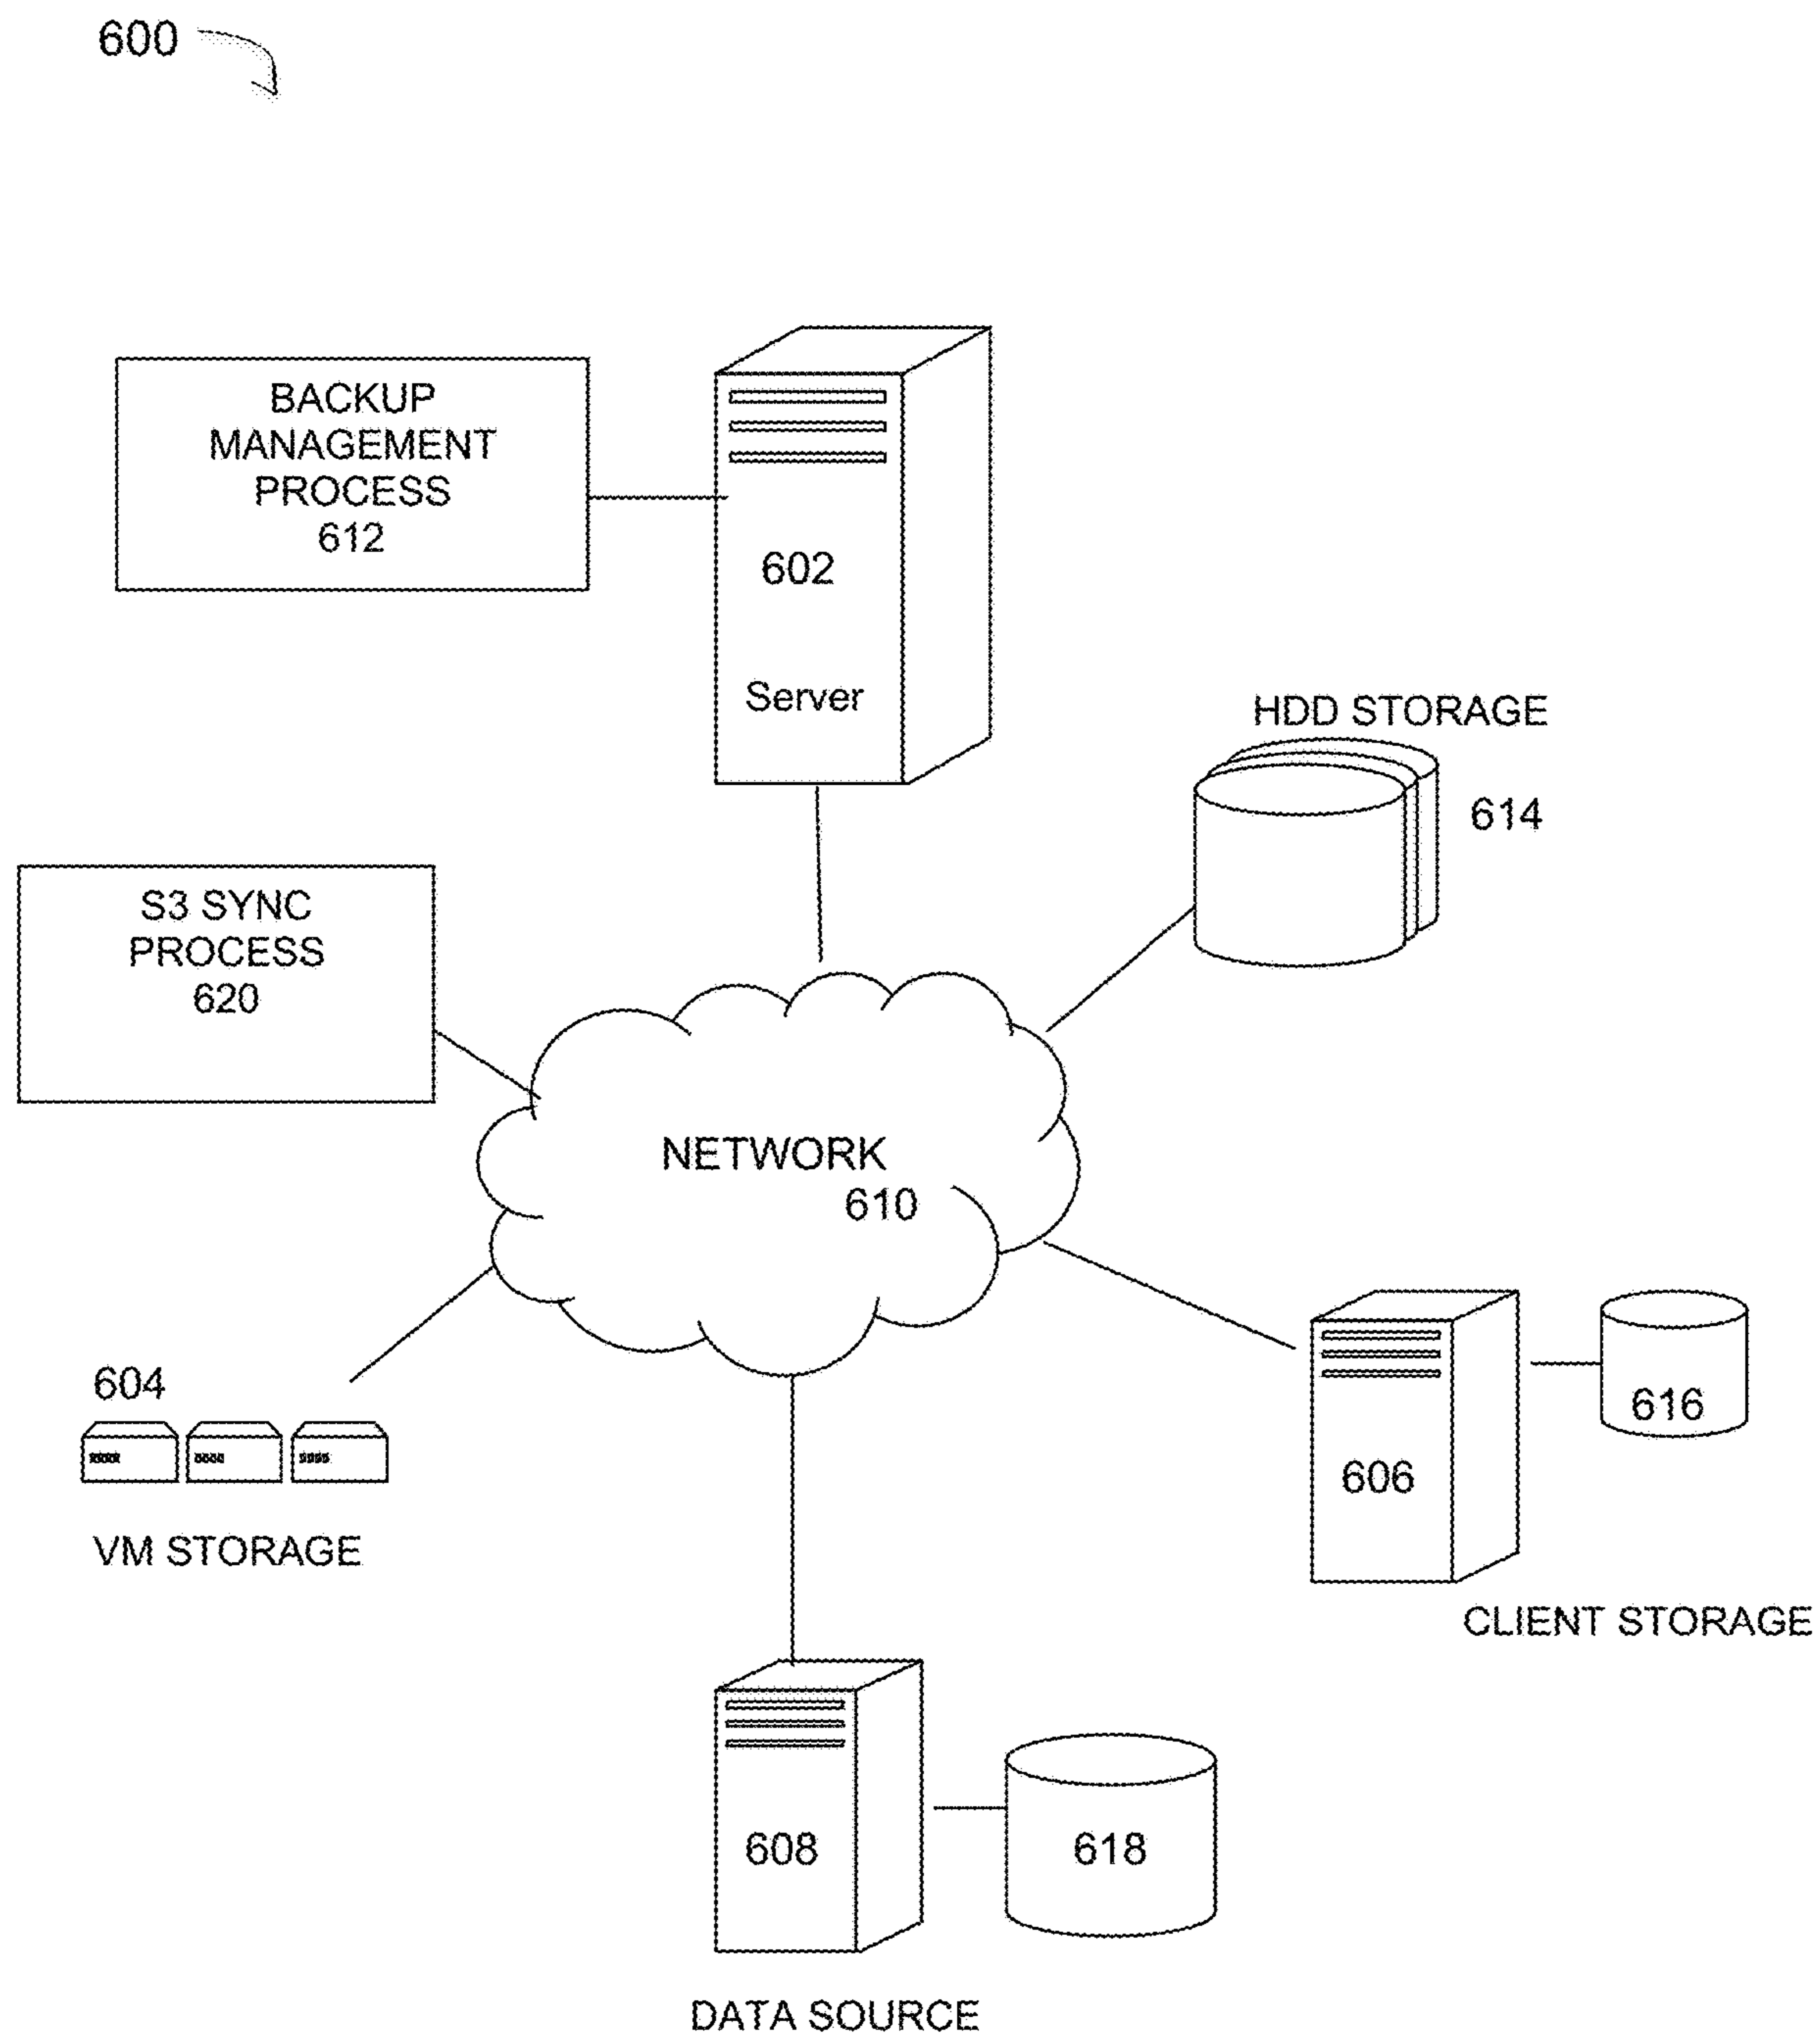 600
BACKUP
MANAGEMENT
PROCESS
612
602
Server
HDD STORAGE
614
S3 SYNC
PROCESS
620
NETWORK
610
604
VM STORAGE
616
606
CLIENT STORAGE
608
618
DATA SOURCE